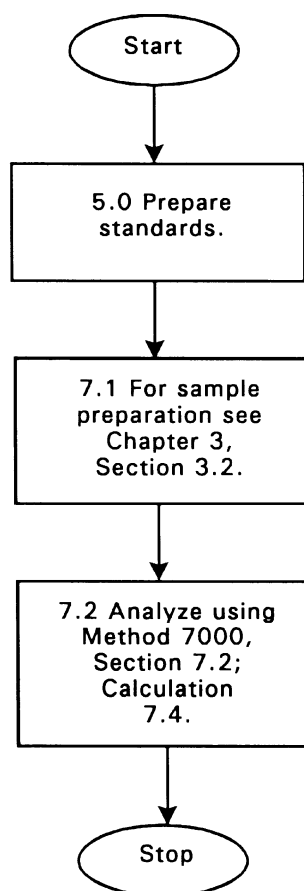 Start
5.0 Prepare
standards.
7.1 For sample
preparation see
Chapter 3,
Section 3.2.
7.2 Analyze using
Method 7000,
Section 7.2;
Calculation
7.4.
Stop